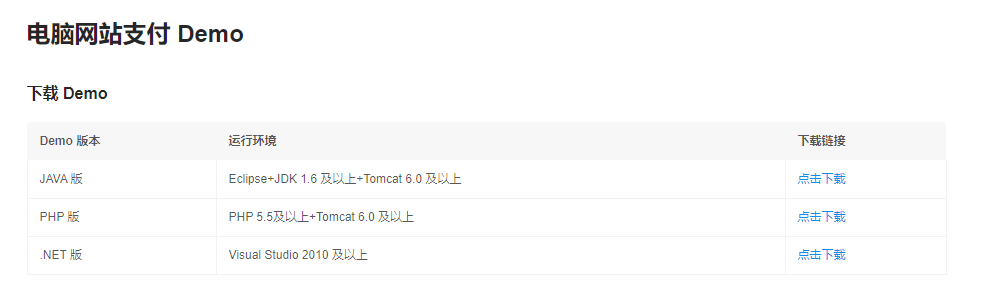 电脑网站支付 Demo
下载 Demo
Demo 版本 运行环境 下载链接
JAVA 版 Eclipse+JDK 1.6 及以上+Tomcat 6.0 及以上 点击下载
PHP 版 PHP 5.5及以上+Tomcat 6.0 及以上 点击下载
.NET 版 Visual Studio 2010 及以上 点击下载